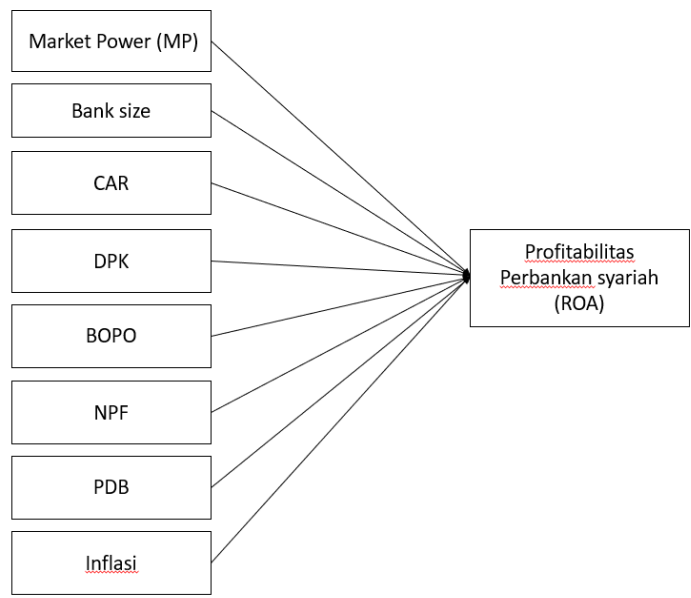 Market Power (MP)
Bank size
CAR
DPK
BOPO
NPF
PDB
Inflasi
Profitabilitas
Perbankan syariah
(ROA)